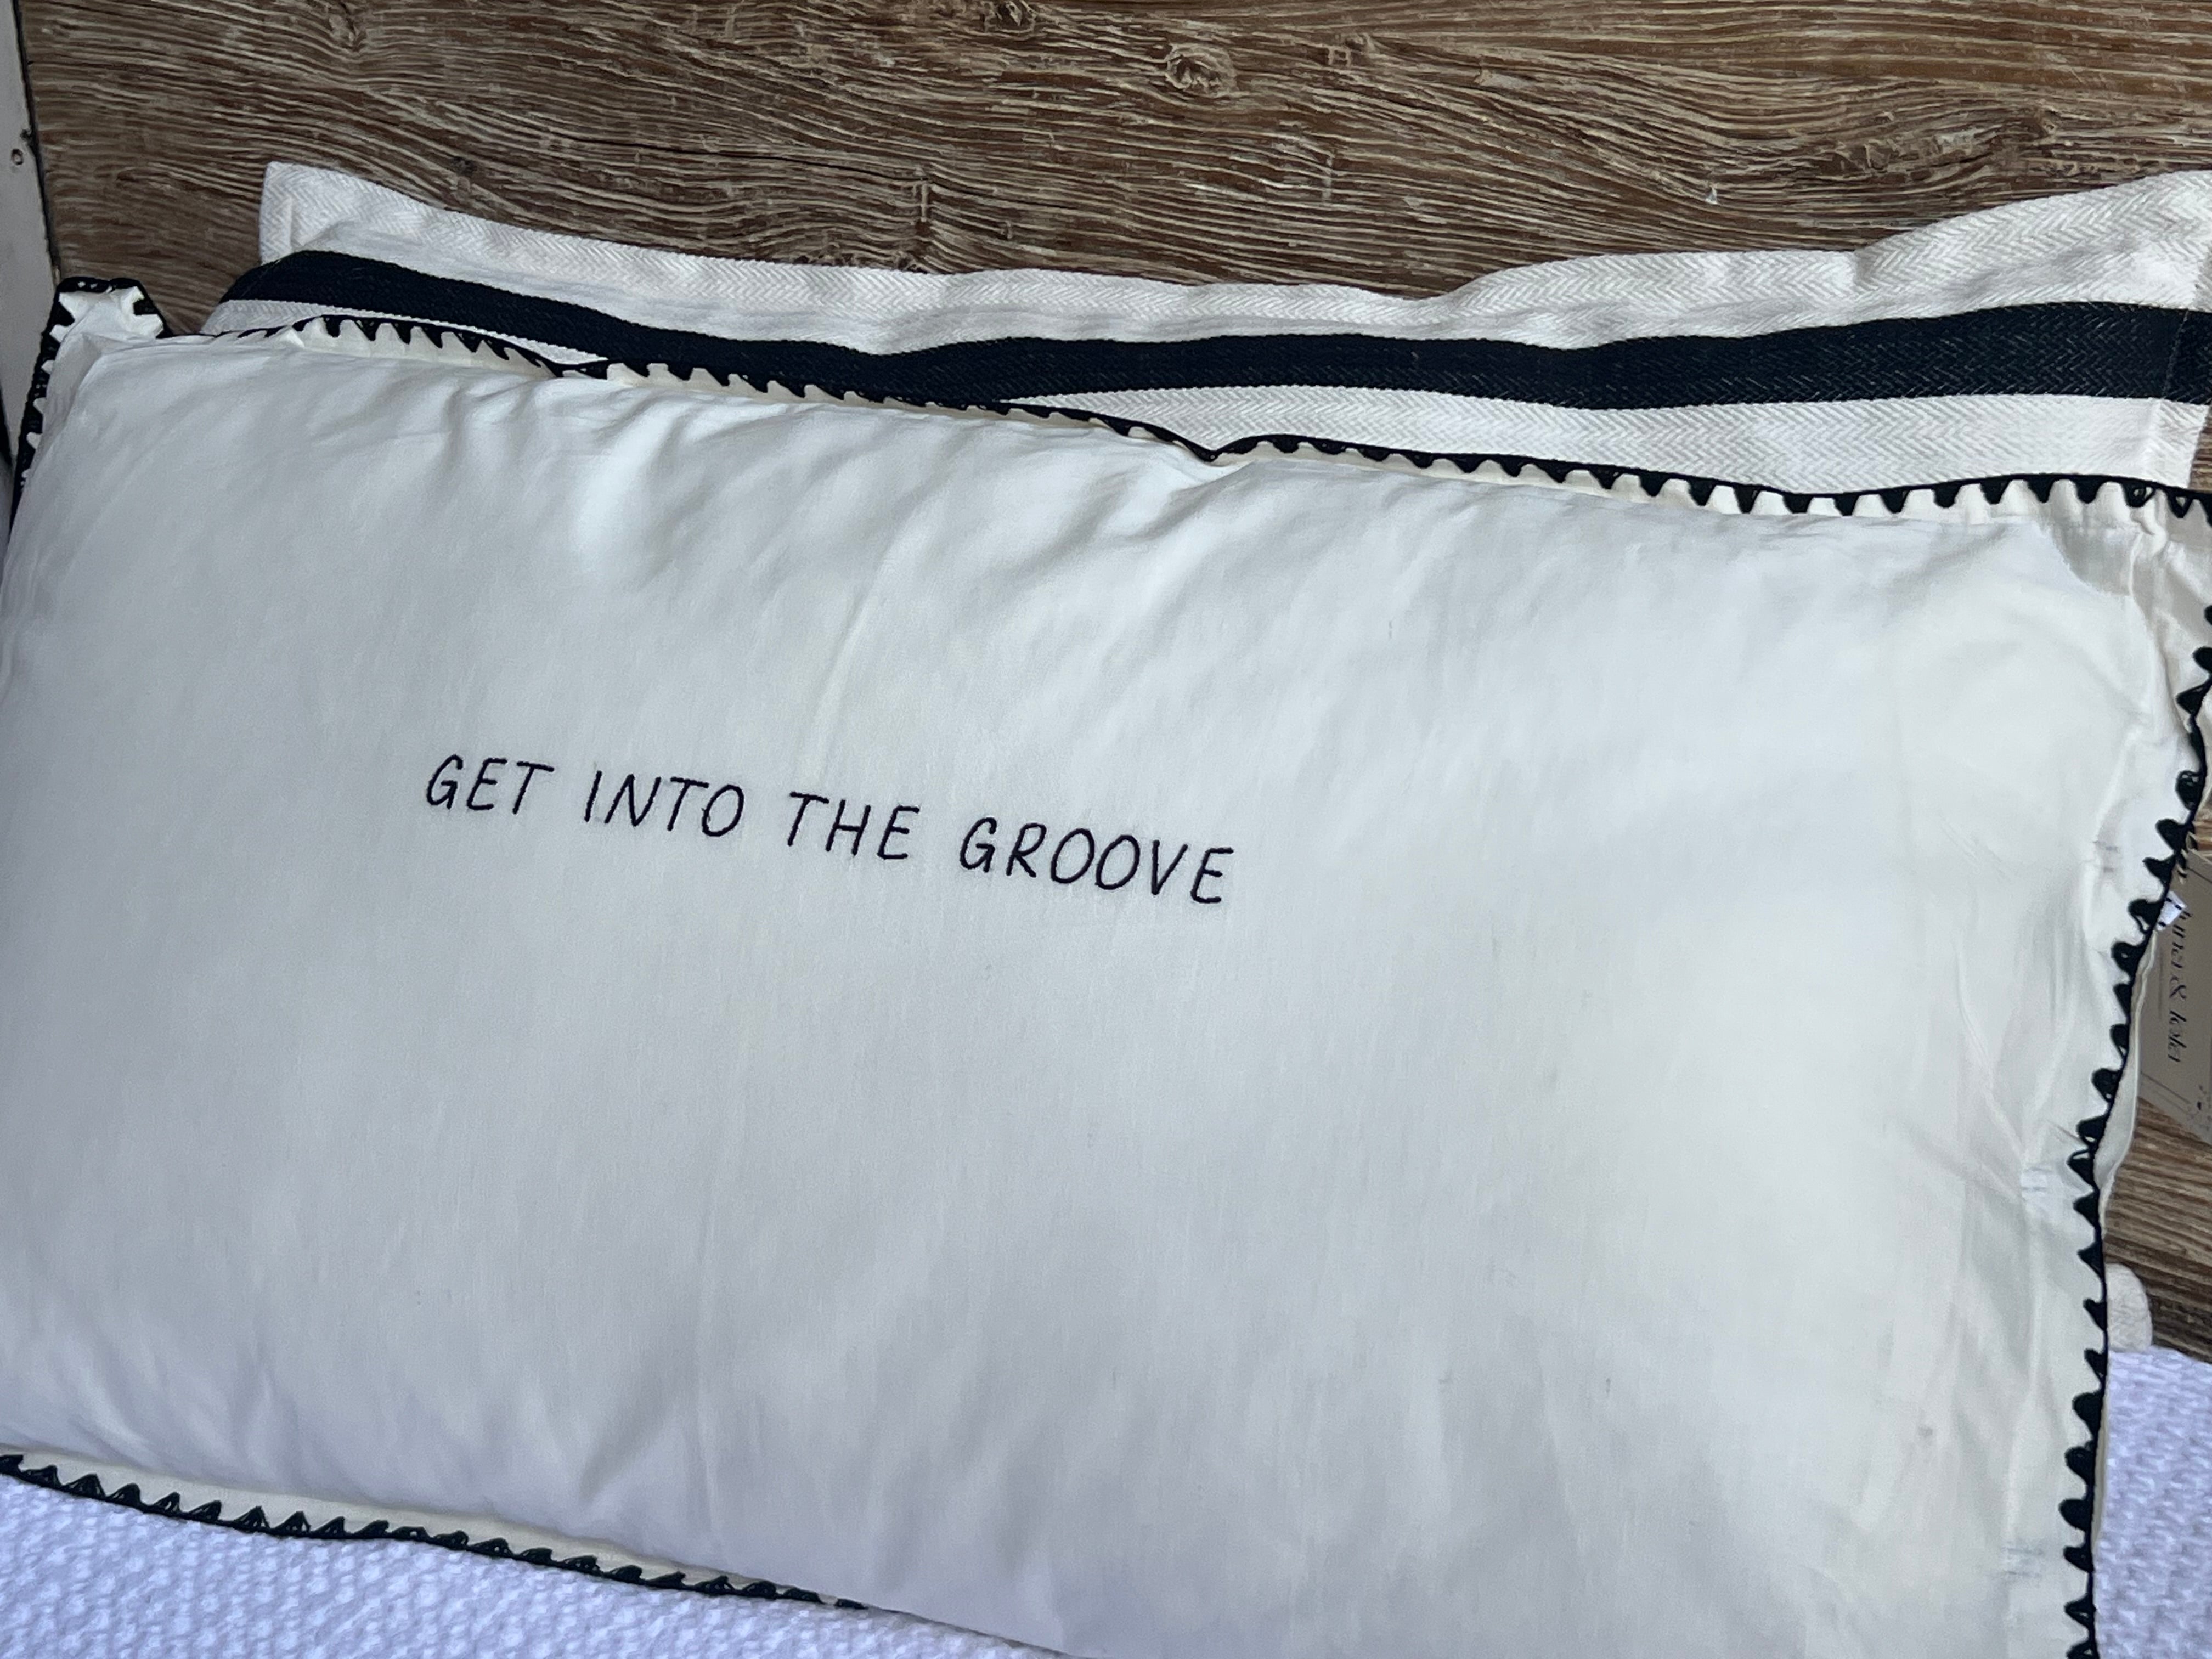 GET INTO THE GROOVE